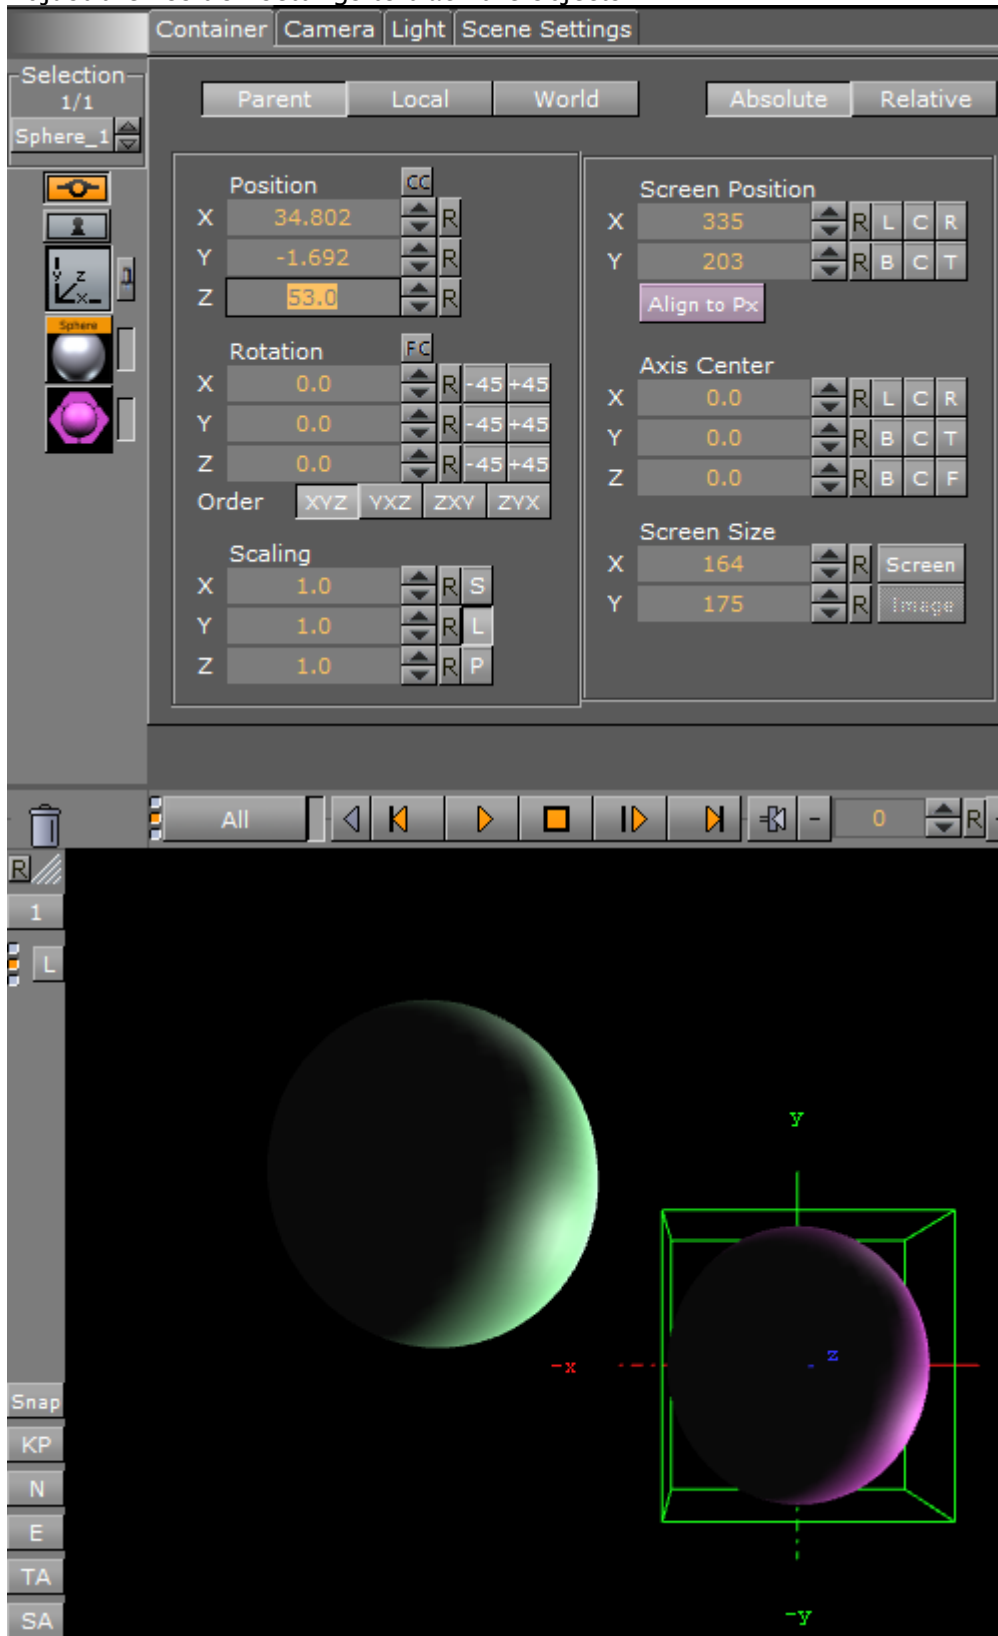 Container Camera Light Scene Settings
Selection
1/1
Sphere_1
Parent Local World Absolute Relative
Position CC
X 34.802 R
Y -1.692 R
Z 53.0 R
Rotation FC
X 0.0 R -45 +45
Y 0.0 R -45 +45
Z 0.0 R -45 +45
Order XYZ YXZ ZXY ZYX
Scaling
X 1.0 R S
Y 1.0 R L
Z 1.0 R P
Screen Position
X 335 R L C R
Y 203 R B C T
Align to Px
Axis Center
X 0.0 R L C R
Y 0.0 R B C T
Z 0.0 R B C F
Screen Size
X 164 R Screen
Y 175 R Image
y z
x
Sphere
All - 0 R
R
1
L
y
-x z
-y
Snap
KP
N
E
TA
SA